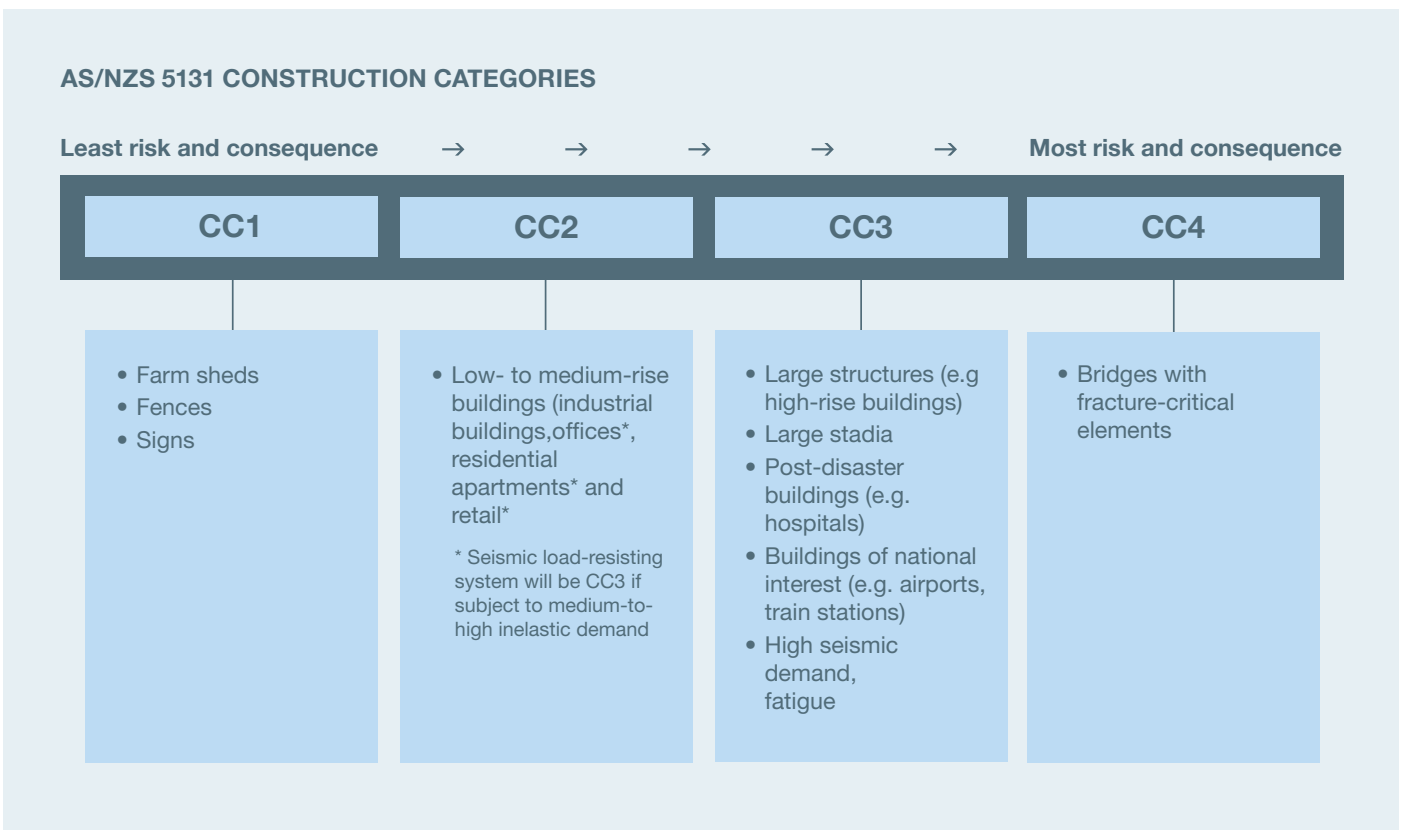 AS/NZS 5131 CONSTRUCTION CATEGORIES
Least risk and consequence → → → → → Most risk and consequence
CC1
CC2
CC3
CC4
• Farm sheds
• Fences
• Signs
• Low- to medium-rise
buildings (industrial
buildings,offices*,
residential
apartments* and
retail*
* Seismic load-resisting
system will be CC3 if
subject to medium-to-
high inelastic demand
• Large structures (e.g
high-rise buildings)
• Large stadia
• Post-disaster
buildings (e.g.
hospitals)
• Buildings of national
interest (e.g. airports,
train stations)
• High seismic
demand,
fatigue
• Bridges with
fracture-critical
elements